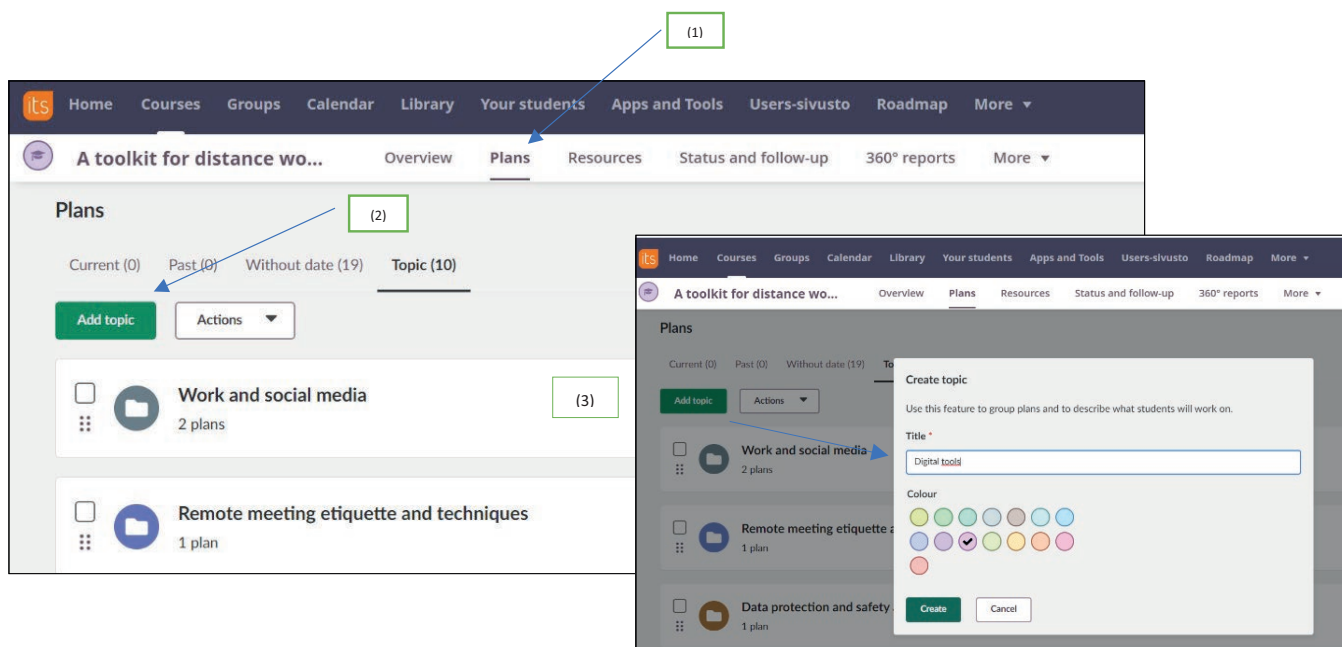 (1)
its Home Courses Groups Calendar Library Your students Apps and Tools Users-sivusto Roadmap More
A toolkit for distance wo... Overview Plans Resources Status and follow-up 360° reports More
Plans
(2)
Current (0) Past (0) Without date (19) Topic (10)
Add topic Actions
Work and social media
2 plans
(3)
Remote meeting etiquette and techniques
1 plan
its Home Courses Groups Calendar Library Your students Apps and Tools Users-sivusto Roadmap More
A toolkit for distance wo... Overview Plans Resources Status and follow-up 360° reports More
Plans
Current (0) Past (0) Without date (19) To
Add topic Actions
Work and social media
2 plans
Remote meeting etiquette a
1 plan
Data protection and safety
1 plan
Create topic
Use this feature to group plans and to describe what students will work on.
Title *
Digital tools
Colour
Create Cancel